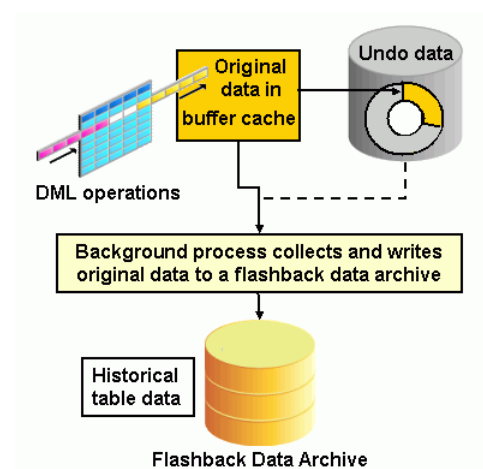 Original
data in
buffer cache
Undo data
DML operations
Background process collects and writes
original data to a flashback data archive
Historical
table data
Flashback Data Archive